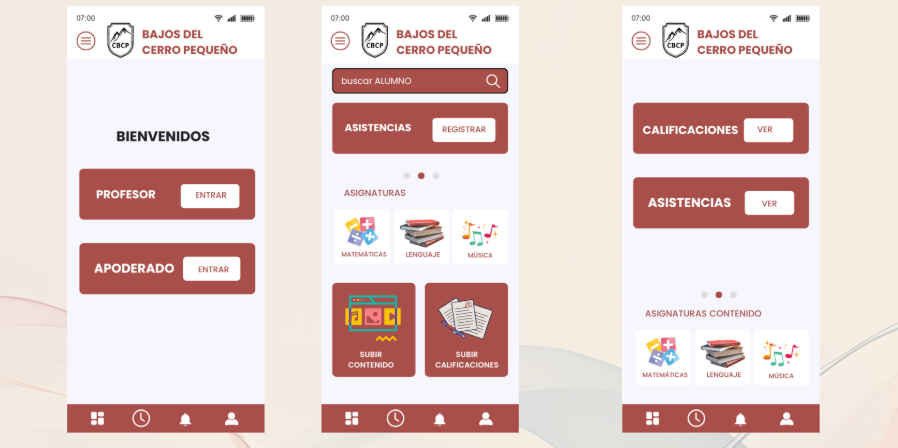 07:00
CBCP
BAJOS DEL
CERRO PEQUEÑO
BIENVENIDOS
PROFESOR
ENTRAR
APODERADO
ENTRAR
07:00
CBCP
BAJOS DEL
CERRO PEQUEÑO
buscar ALUMNO
ASISTENCIAS
REGISTRAR
ASIGNATURAS
MATEMÁTICAS
LENGUAJE
MÚSICA
SUBIR
CONTENIDO
SUBIR
CALIFICACIONES
07:00
CBCP
BAJOS DEL
CERRO PEQUEÑO
CALIFICACIONES
VER
ASISTENCIAS
VER
ASIGNATURAS CONTENIDO
MATEMÁTICAS
LENGUAJE
MÚSICA